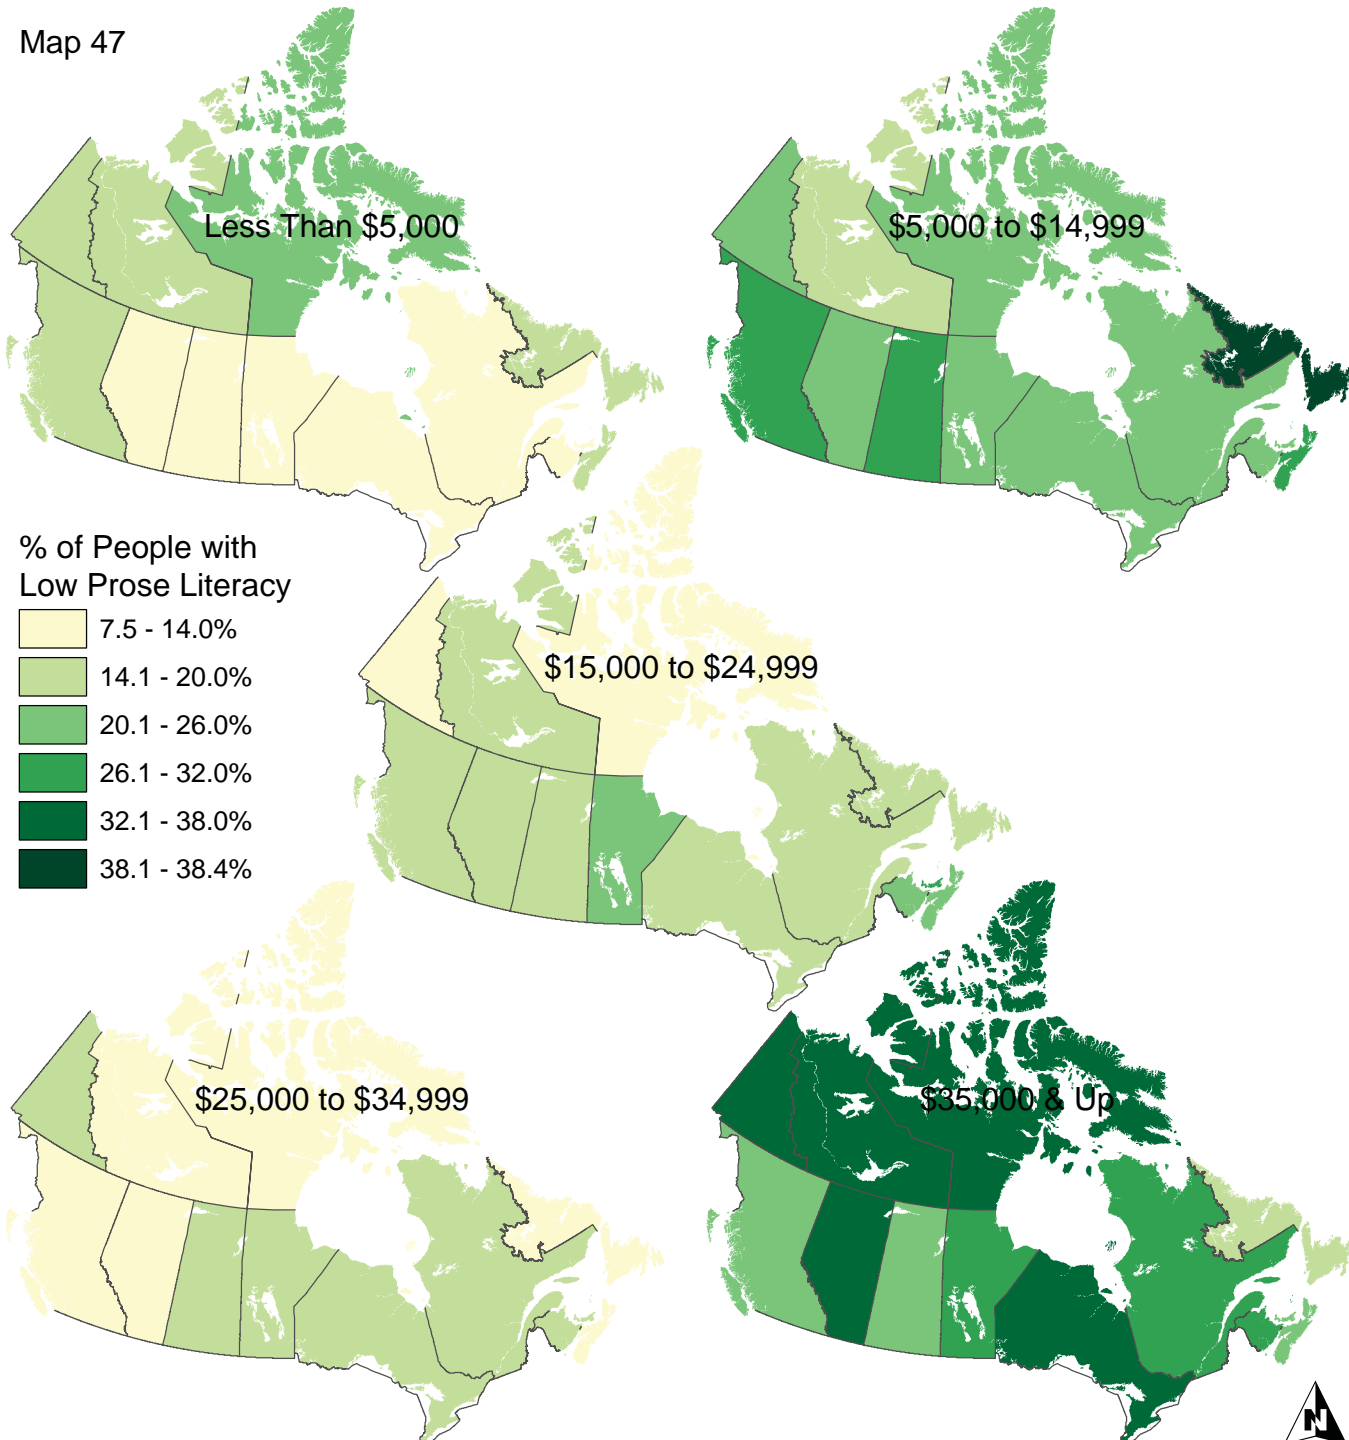 Map 47
Less Than $5,000
$5,000 to $14,999
% of People with
Low Prose Literacy
7.5 - 14.0%
14.1 - 20.0%
20.1 - 26.0%
26.1 - 32.0%
32.1 - 38.0%
38.1 - 38.4%
$15,000 to $24,999
$25,000 to $34,999
$35,000 & Up
N